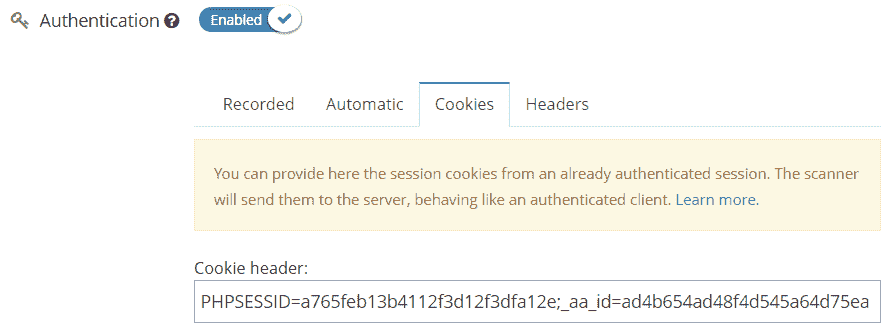 Authentication Enabled
Recorded Automatic Cookies Headers
You can provide here the session cookies from an already authenticated session. The scanner
will send them to the server, behaving like an authenticated client. Learn more.
Cookie header:
PHPSESSID=a765feb13b4112f3d12f3dfa12e;_aa_id=ad4b654ad48f4d545a64d75ea